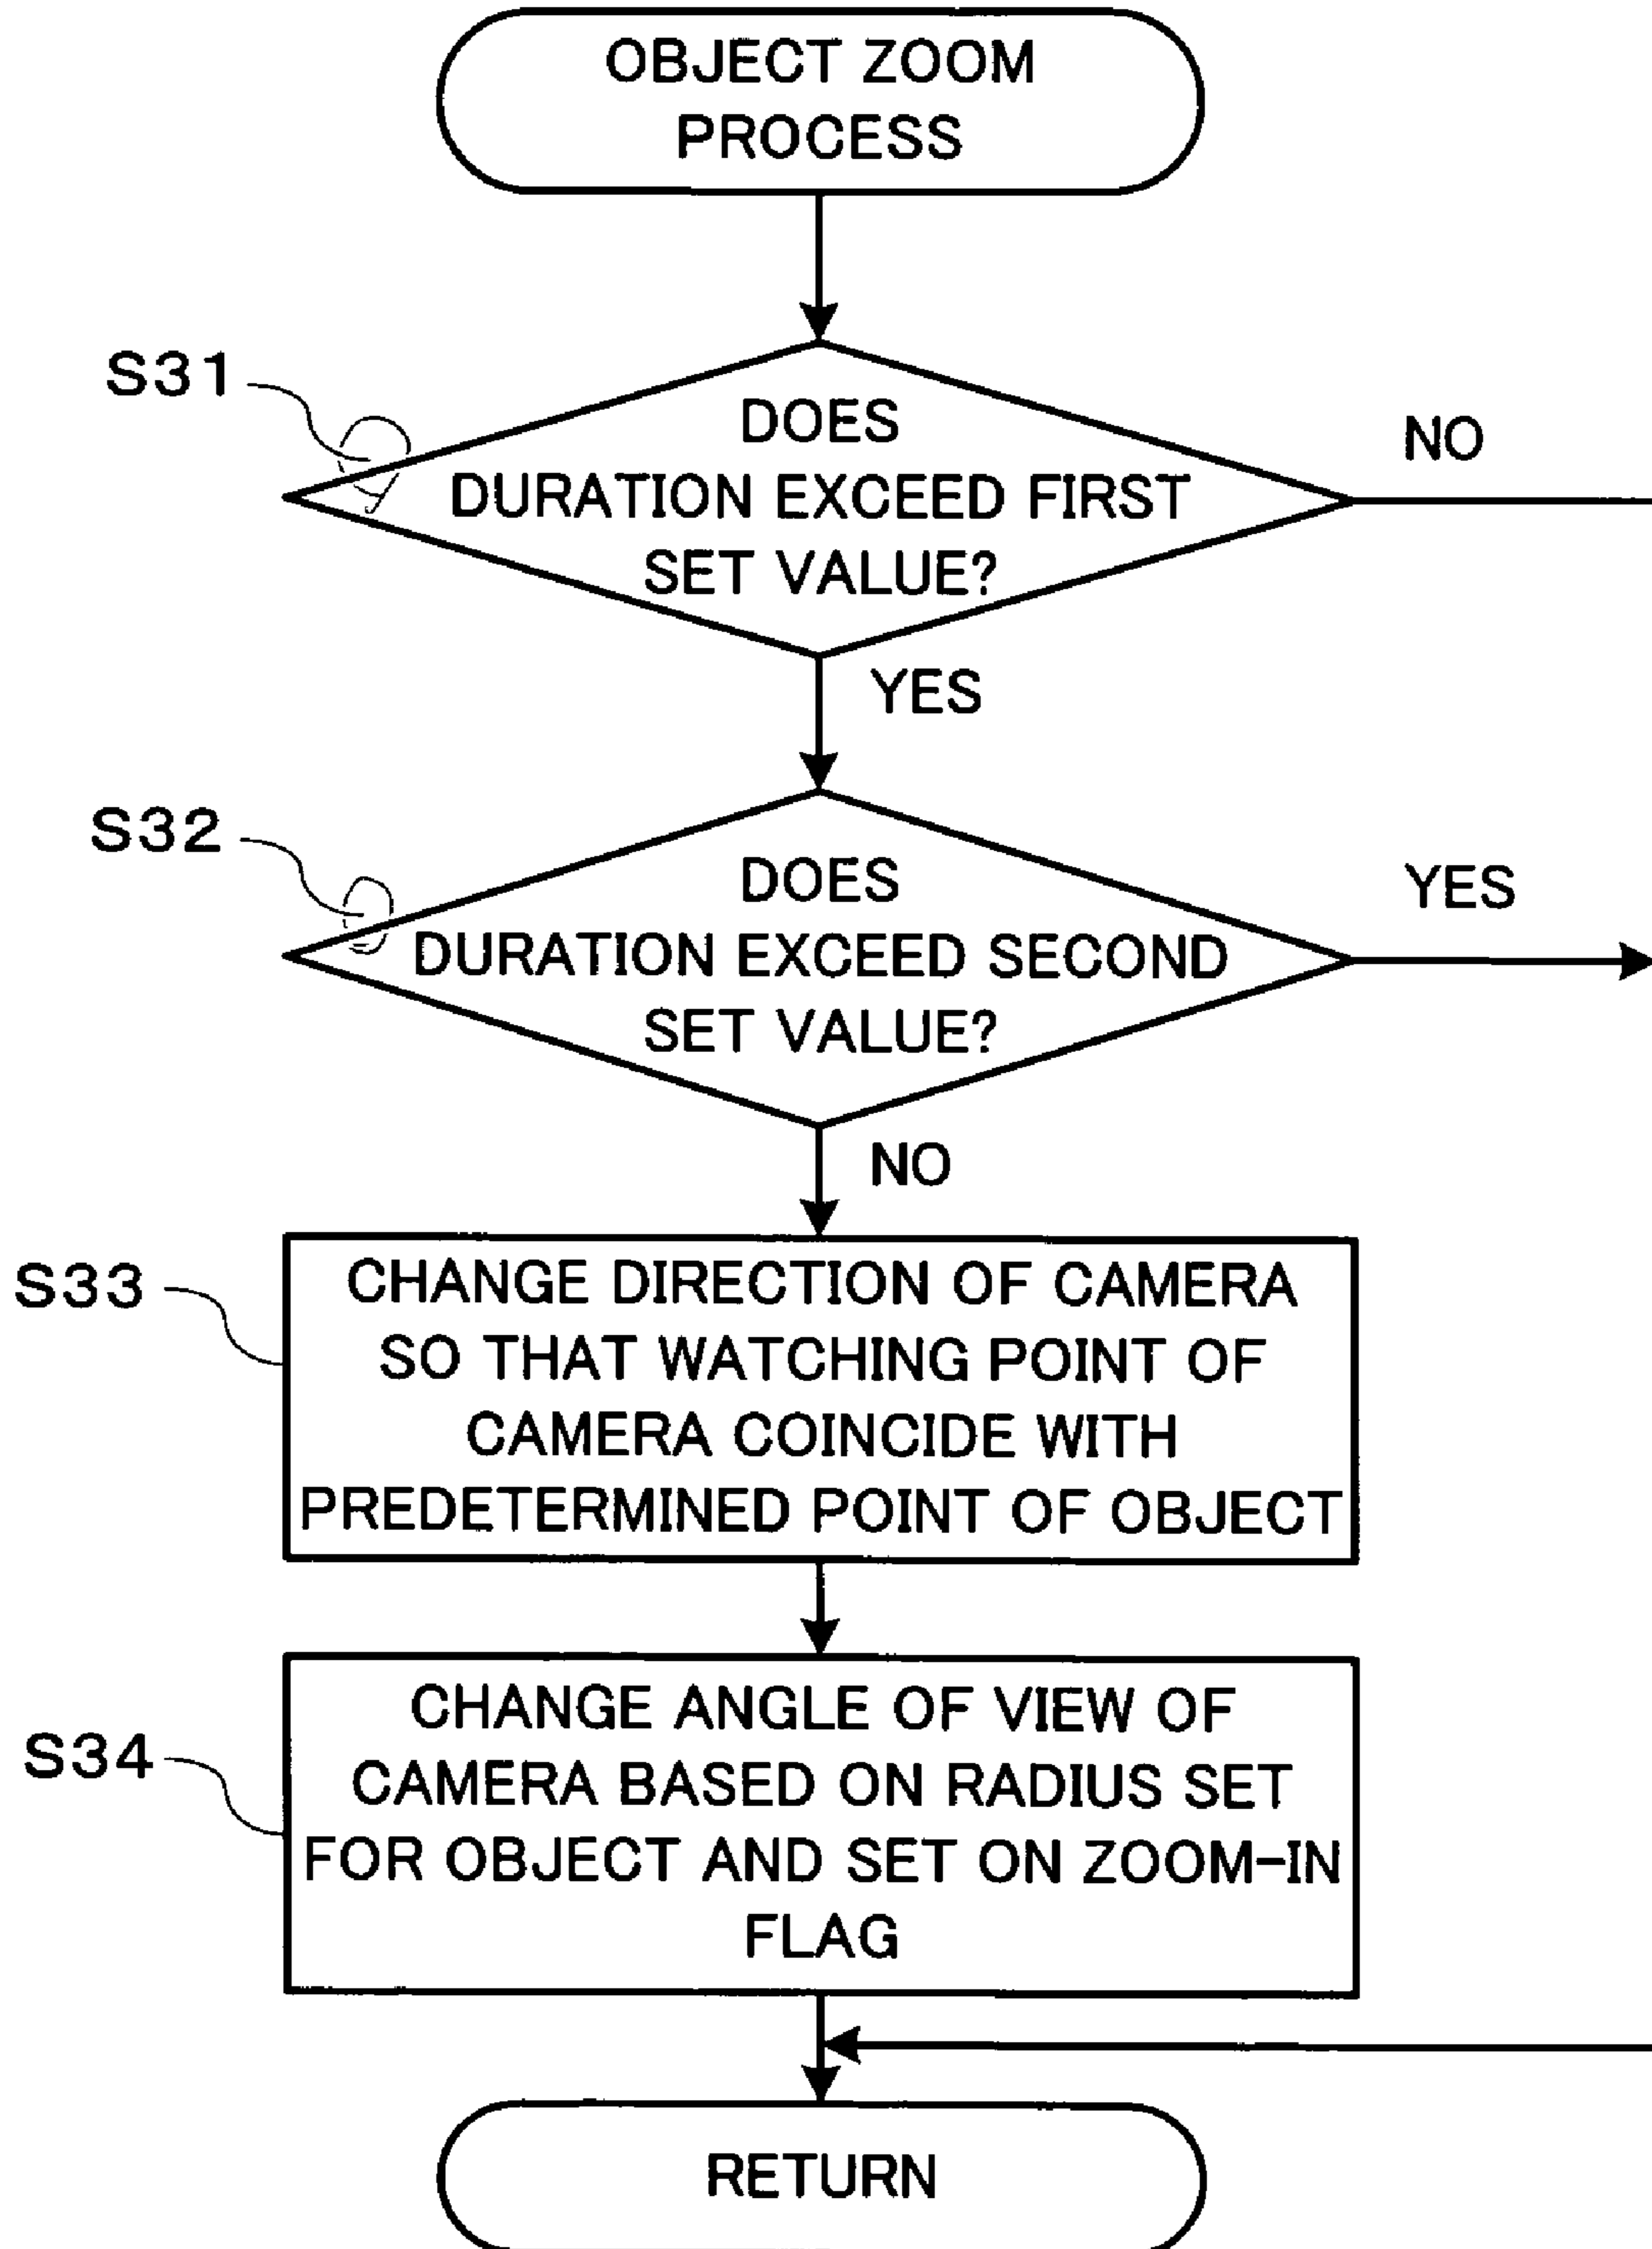 OBJECT ZOOM
PROCESS
S31
DOES
DURATION EXCEED FIRST
SET VALUE?
NO
YES
S32
DOES
DURATION EXCEED SECOND
SET VALUE?
YES
NO
S33
CHANGE DIRECTION OF CAMERA
SO THAT WATCHING POINT OF
CAMERA COINCIDE WITH
PREDETERMINED POINT OF OBJECT
S34
CHANGE ANGLE OF VIEW OF
CAMERA BASED ON RADIUS SET
FOR OBJECT AND SET ON ZOOM-IN
FLAG
RETURN